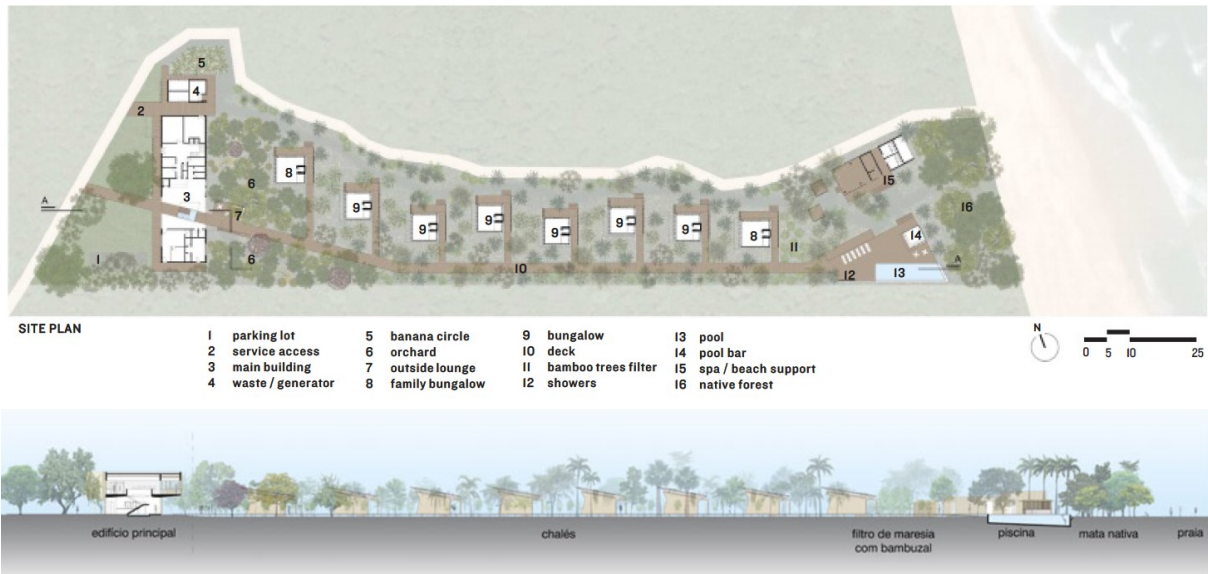 5
4
2
8
6
3
9
9
9
9
9
9
8
7
A
1
6
10
11
12
13
14
15
16
A
SITE PLAN
1 parking lot
2 service access
3 main building
4 waste / generator
5 banana circle
6 orchard
7 outside lounge
8 family bungalow
9 bungalow
10 deck
11 bamboo trees filter
12 showers
13 pool
14 pool bar
15 spa / beach support
16 native forest
N
0 5 10 25
edifício principal
chalés
filtro de maresia
com bambuzal
piscina
mata nativa
praia